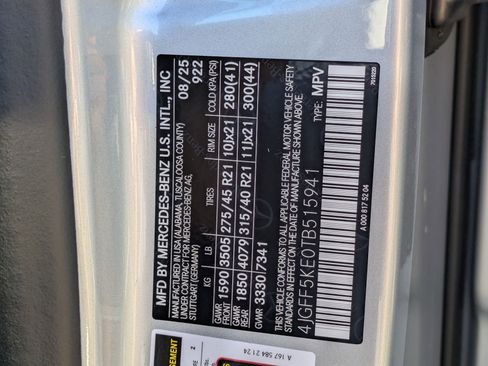 MFD BY MERCEDES-BENZ U.S. INTL., INC
MANUFACTURED IN USA (ALABAMA, TUSCALOOSA COUNTY) 08/25
UNDER CONTRACT FOR MERCEDES-BENZ AG, 922
STUTTGART (GERMANY)
KG LB TIRES RIM SIZE COLD KPA (PSI)
GAWR FRONT 1590 3505 275/45 R21 10Jx21 280(41)
GAWR REAR 1850 4079 315/40 R21 11Jx21 300(44)
GVWR 3330 7341
THIS VEHICLE CONFORMS TO ALL APPLICABLE FEDERAL MOTOR VEHICLE SAFETY
STANDARDS IN EFFECT ON THE DATE OF MANUFACTURE SHOWN ABOVE.
4JGFF5KE0TB515941 TYPE: MPV
A 000 817 52 04
7018220
A 167 584 21 24